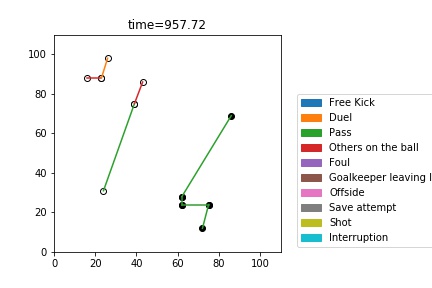 time=957.72
100
80
60
40
20
0
0 20 40 60 80 100
Free Kick
Duel
Pass
Others on the ball
Foul
Goalkeeper leaving l
Offside
Save attempt
Shot
Interruption